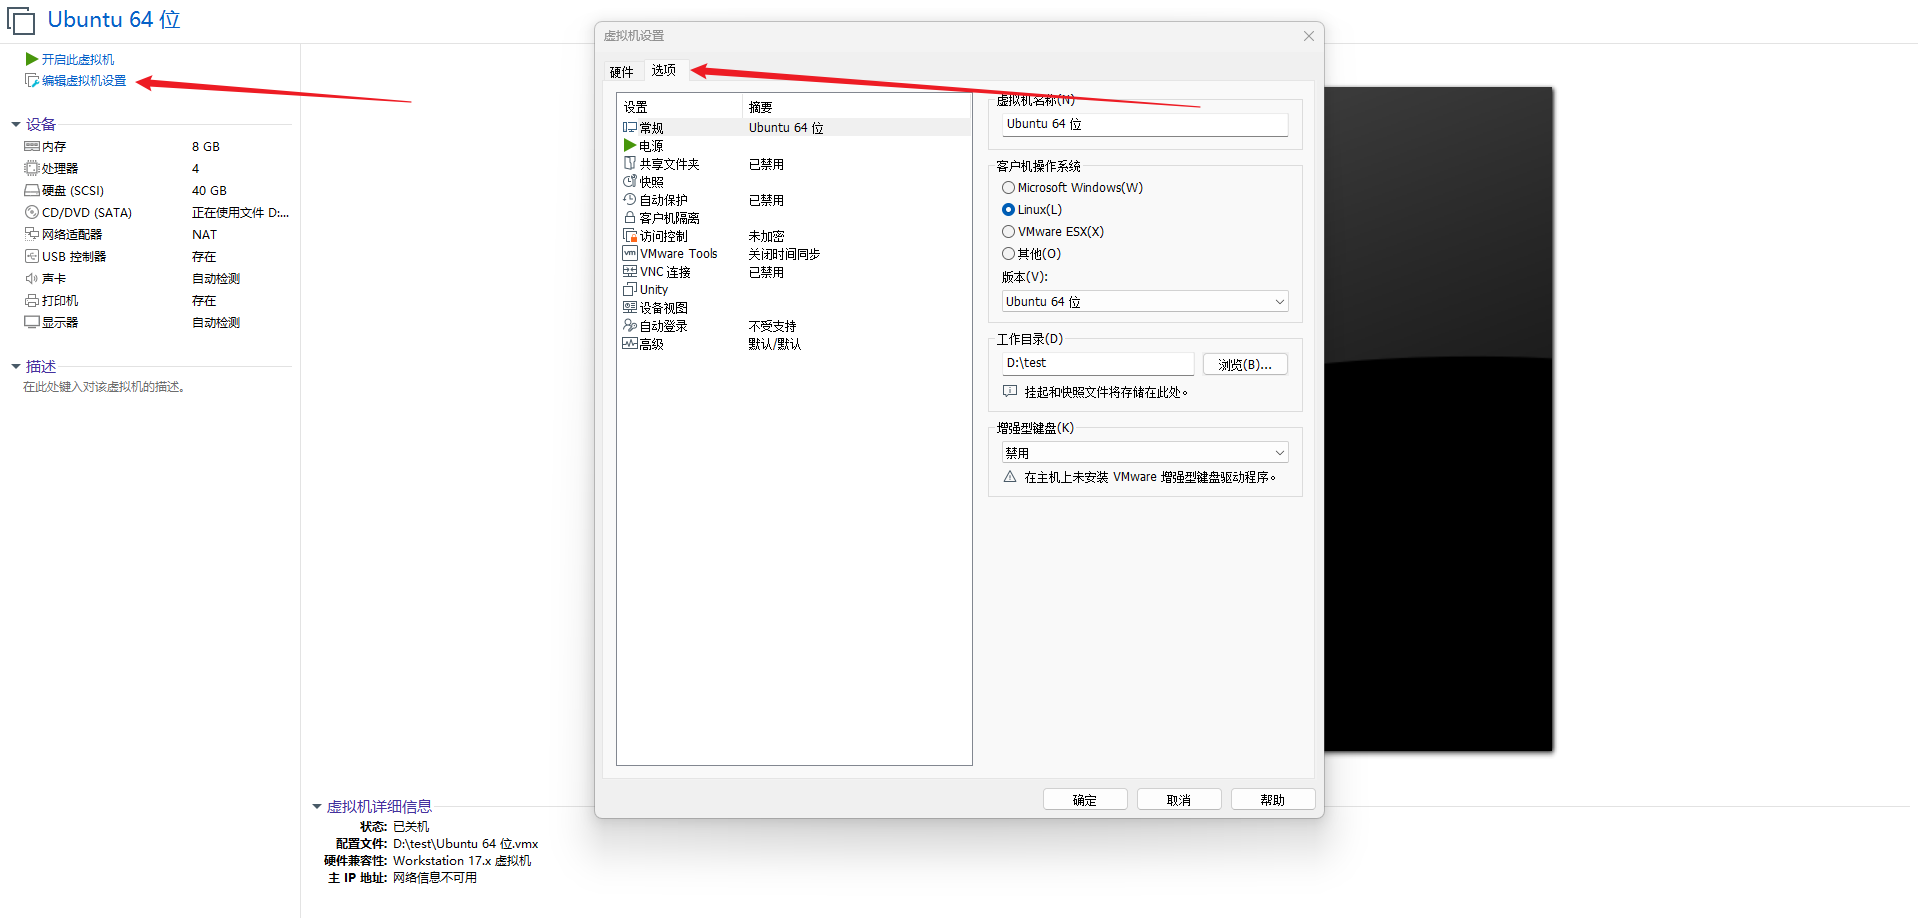 Ubuntu 64 位
开启此虚拟机
编辑虚拟机设置
设备
内存 8 GB
处理器 4
硬盘 (SCSI) 40 GB
CD/DVD (SATA) 正在使用文件 D:...
网络适配器 NAT
USB 控制器 存在
声卡 自动检测
打印机 存在
显示器 自动检测
描述
在此处键入对该虚拟机的描述。
虚拟机设置
硬件 选项
设置 摘要
常规 Ubuntu 64 位
电源
共享文件夹 已禁用
快照
自动保护 已禁用
客户机隔离
访问控制 未加密
vm VMware Tools 关闭时间同步
VNC 连接 已禁用
Unity
设备视图
自动登录 不受支持
高级 默认/默认
虚拟机名称(N)
Ubuntu 64 位
客户机操作系统
Microsoft Windows(W)
Linux(L)
VMware ESX(X)
其他(O)
版本(V):
Ubuntu 64 位
工作目录(D)
D:\test 浏览(B)...
挂起和快照文件将存储在此处。
增强型键盘(K)
禁用
在主机上未安装 VMware 增强型键盘驱动程序。
确定 取消 帮助
虚拟机详细信息
状态: 已关机
配置文件: D:\test\Ubuntu 64 位.vmx
硬件兼容性: Workstation 17.x 虚拟机
主 IP 地址: 网络信息不可用